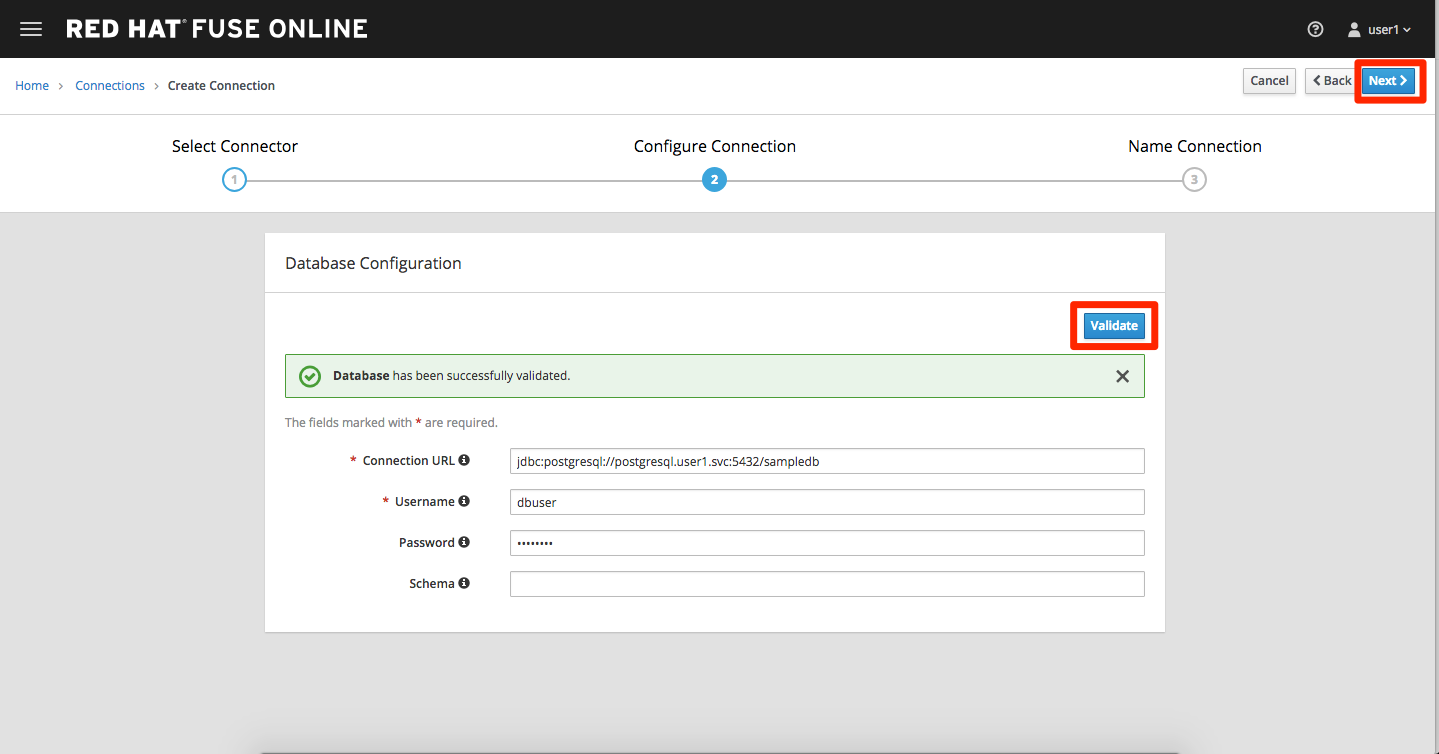 RED HAT® FUSE ONLINE
user1
Home > Connections > Create Connection
Cancel
Back
Next
Select Connector
Configure Connection
Name Connection
1
2
3
Database Configuration
Validate
Database has been successfully validated.
The fields marked with * are required.
* Connection URL
jdbc:postgresql://postgresql.user1.svc:5432/sampledb
* Username
dbuser
Password
••••••••
Schema